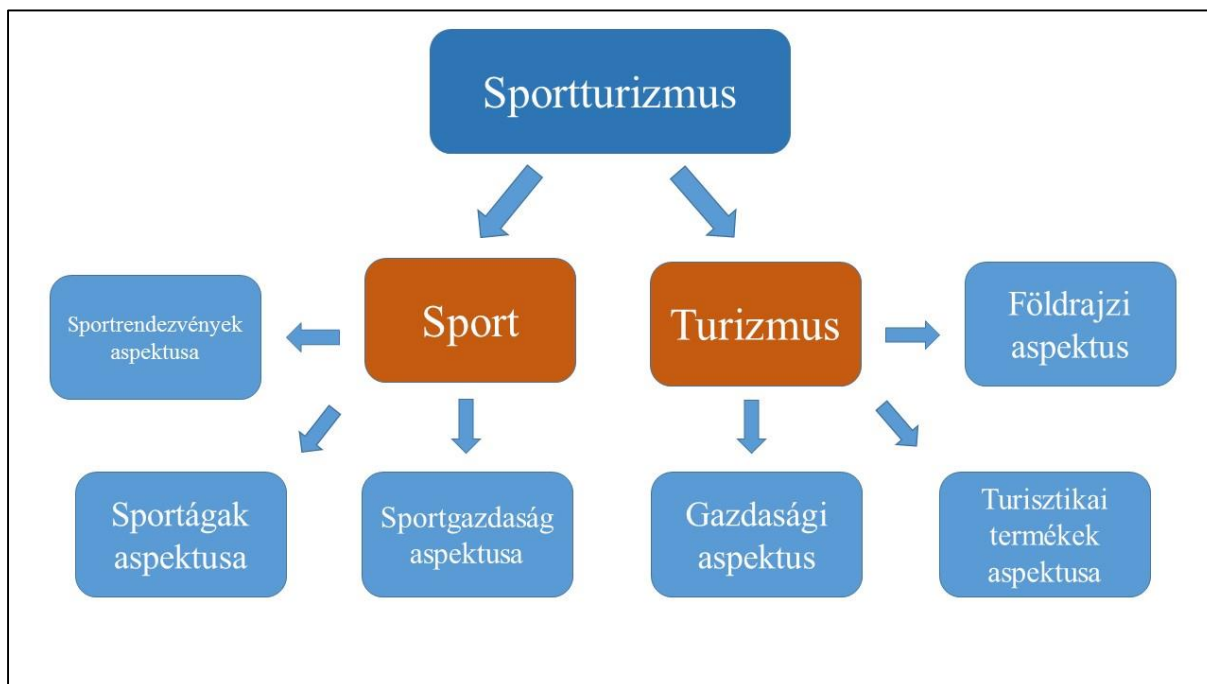 Sportturizmus
Sport
Turizmus
Sportrendezvények
aspektusa
Földrajzi
aspektus
Sportágak
aspektusa
Sportgazdaság
aspektusa
Gazdasági
aspektus
Turisztikai
termékek
aspektusa